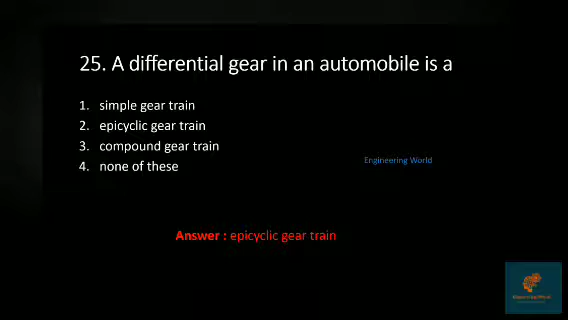 25. A differential gear in an automobile is a
1. simple gear train
2. epicyclic gear train
3. compound gear train
4. none of these
Engineering World
Answer : epicyclic gear train